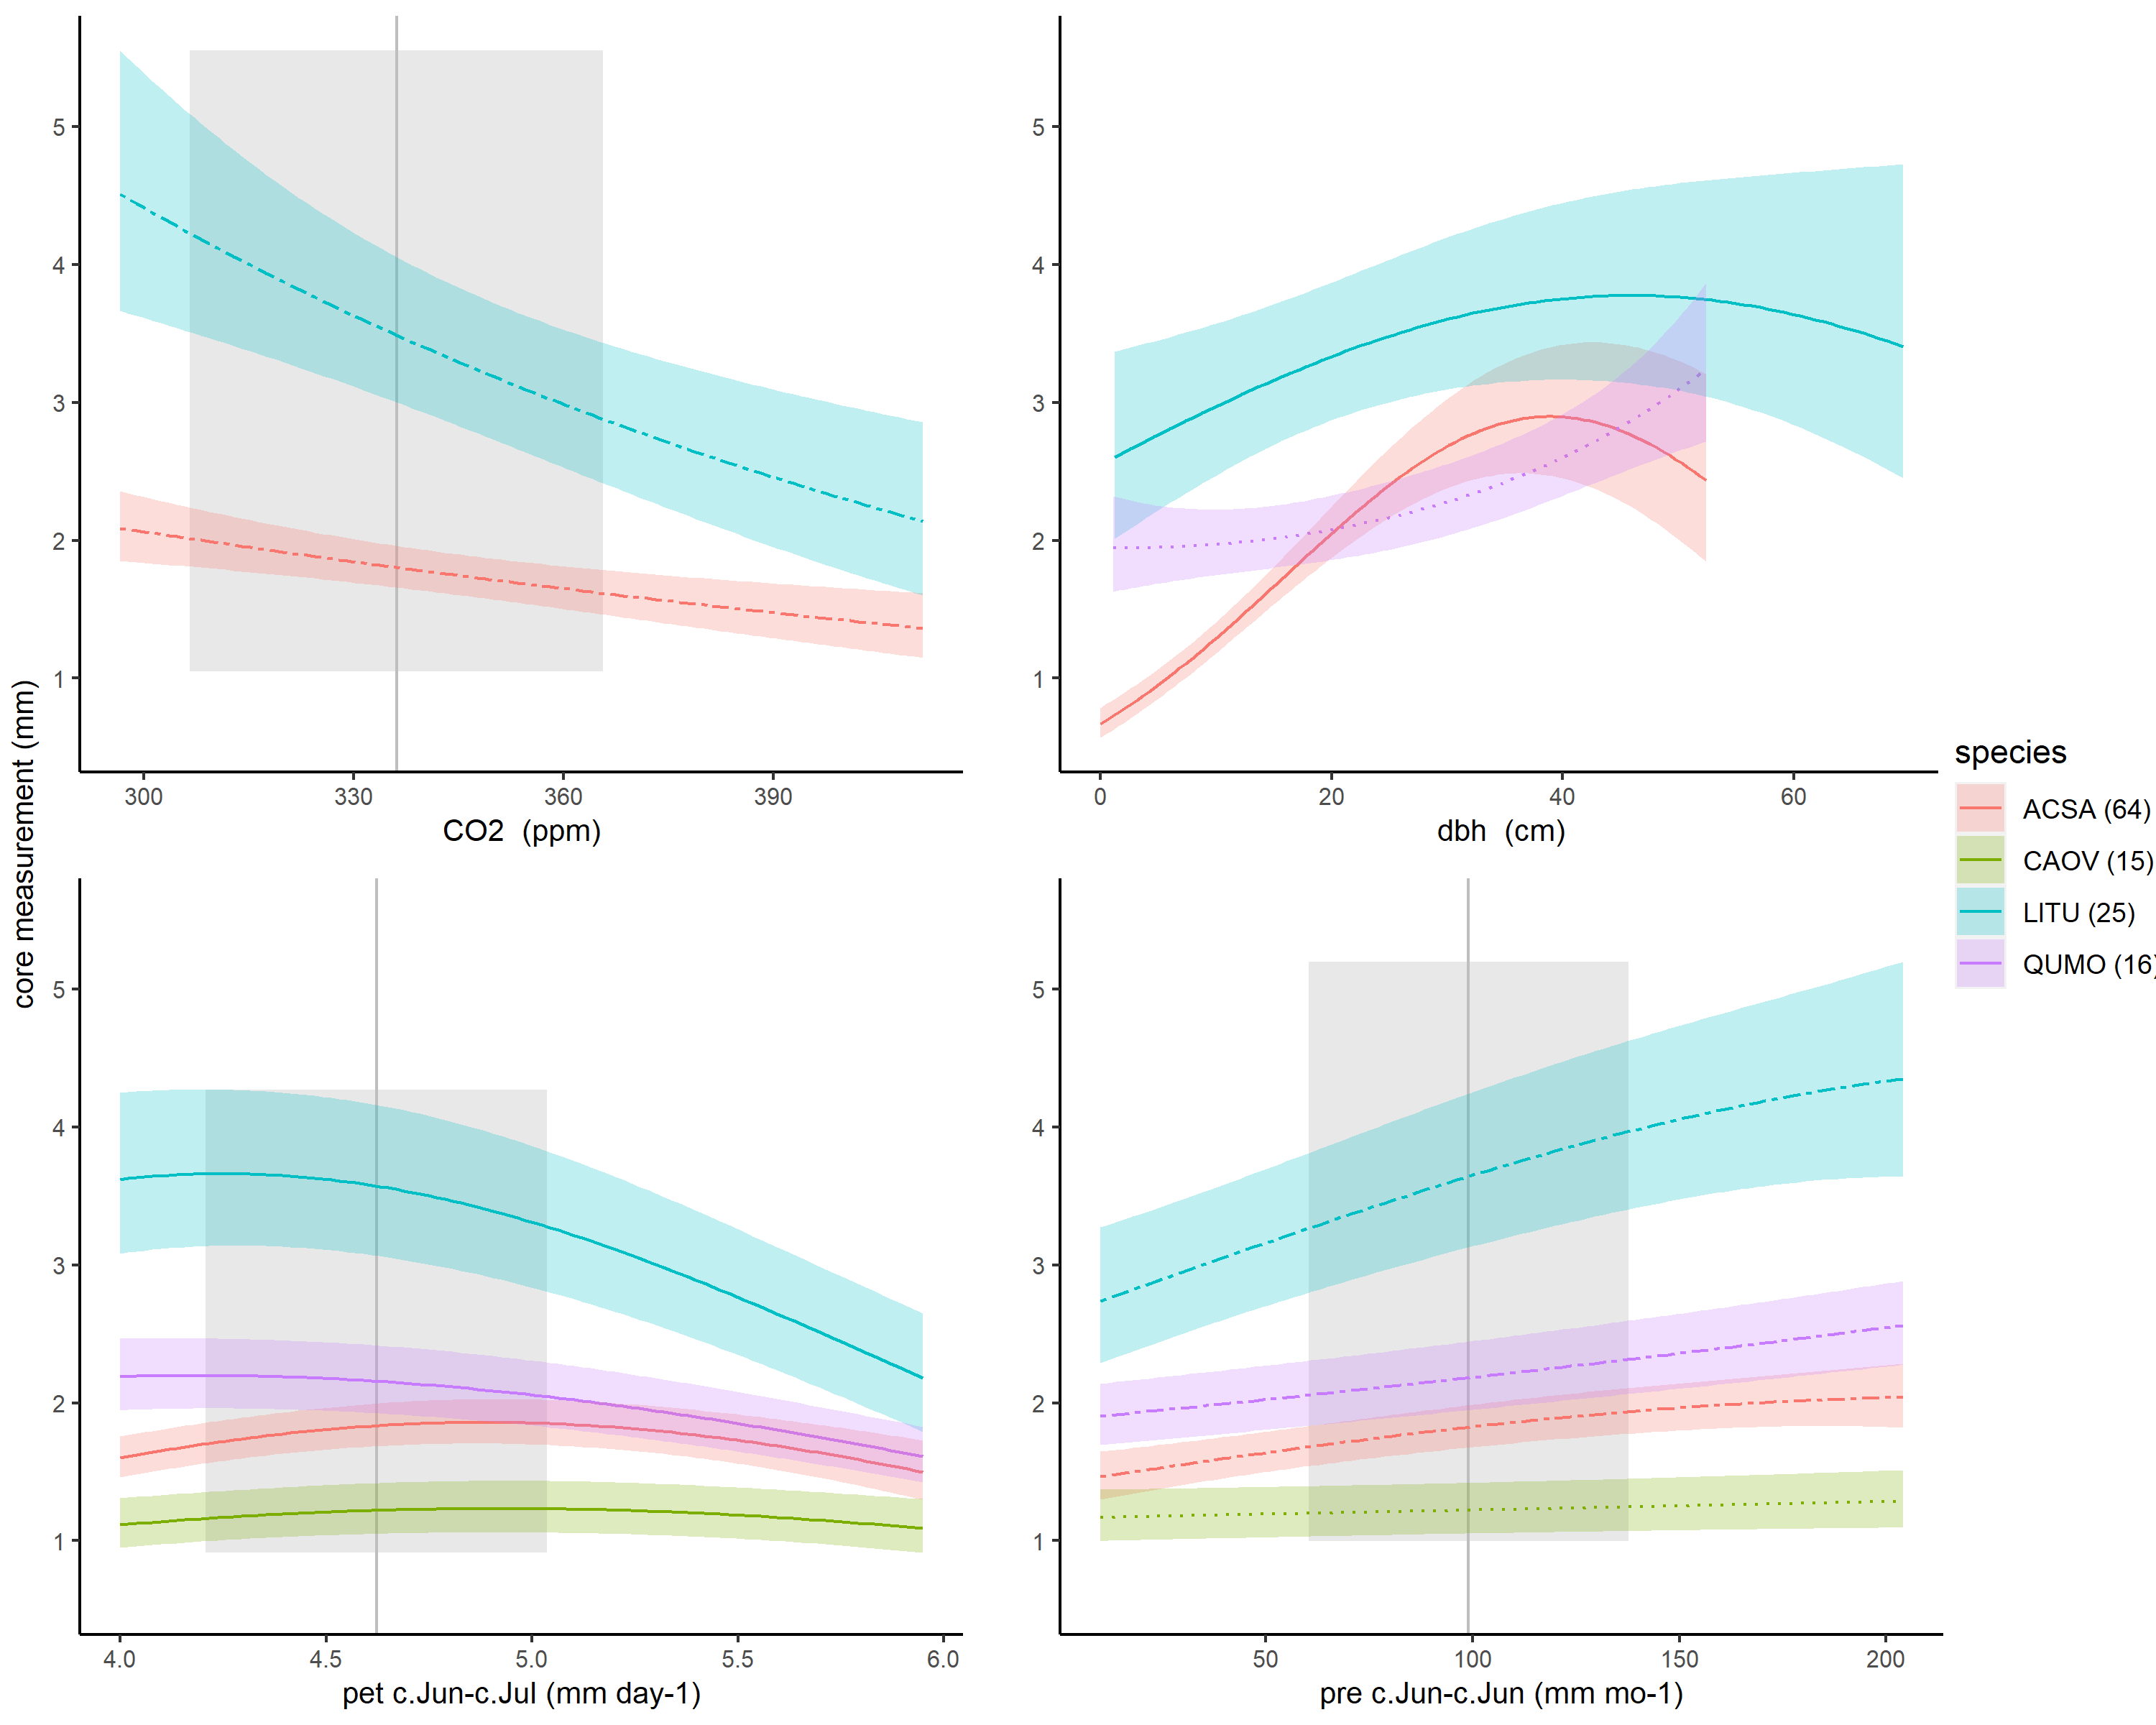 core measurement (mm)
5
4
3
2
1
300 330 360 390
CO2 (ppm)
5
4
3
2
1
0 20 40 60
dbh (cm)
5
4
3
2
1
4.0 4.5 5.0 5.5 6.0
pet c.Jun-c.Jul (mm day-1)
5
4
3
2
1
50 100 150 200
pre c.Jun-c.Jun (mm mo-1)
species
ACSA (64)
CAOV (15)
LITU (25)
QUMO (16)